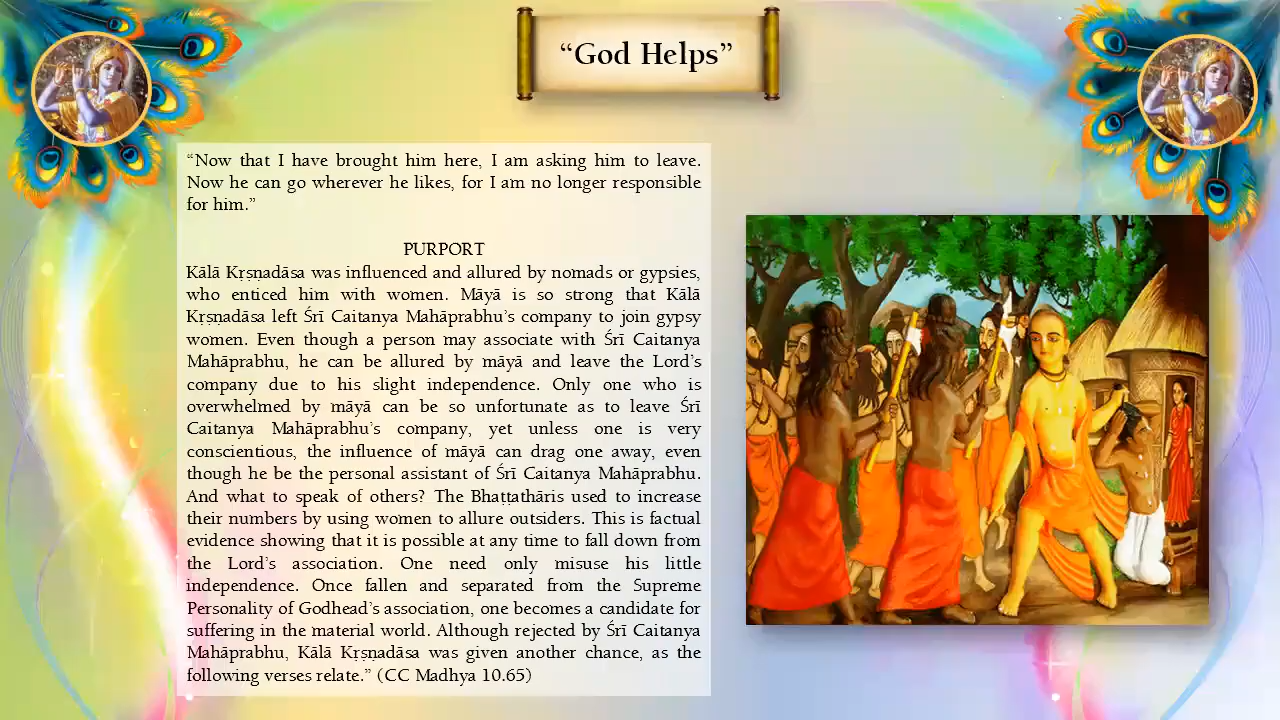 “God Helps”
“Now that I have brought him here, I am asking him to leave.
Now he can go wherever he likes, for I am no longer responsible
for him.”
PURPORT
Kālā Kṛṣṇadāsa was influenced and allured by nomads or gypsies,
who enticed him with women. Māyā is so strong that Kālā
Kṛṣṇadāsa left Śrī Caitanya Mahāprabhu’s company to join gypsy
women. Even though a person may associate with Śrī Caitanya
Mahāprabhu, he can be allured by māyā and leave the Lord’s
company due to his slight independence. Only one who is
overwhelmed by māyā can be so unfortunate as to leave Śrī
Caitanya Mahāprabhu’s company, yet unless one is very
conscientious, the influence of māyā can drag one away, even
though he be the personal assistant of Śrī Caitanya Mahāprabhu.
And what to speak of others? The Bhaṭṭathāris used to increase
their numbers by using women to allure outsiders. This is factual
evidence showing that it is possible at any time to fall down from
the Lord’s association. One need only misuse his little
independence. Once fallen and separated from the Supreme
Personality of Godhead’s association, one becomes a candidate for
suffering in the material world. Although rejected by Śrī Caitanya
Mahāprabhu, Kālā Kṛṣṇadāsa was given another chance, as the
following verses relate.” (CC Madhya 10.65)